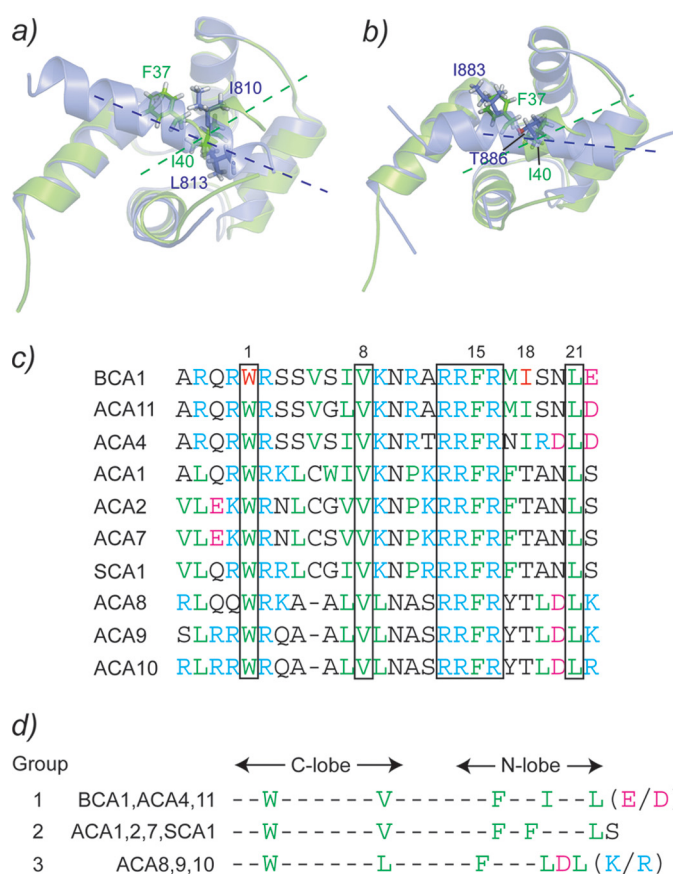 a)
F37
I810
I40
L813
b)
I883
F37
T886
I40
c)
1 8 15 18 21
BCA1 ARQRWRSSVSIVKNRARRFRMISNLE
ACA11 ARQRWRSSVGLVKNRARRFRMISNLD
ACA4 ARQRWRSSVSIVKNRTRRFRNIRDLD
ACA1 ALQRWRKLCWIVKNPKRRFRFTANLS
ACA2 VLEKWRNLCGVVKNPKRRFRFTANLS
ACA7 VLEKWRNLCSVVKNPKRRFRFTANLS
SCA1 VLQRWRRLCGIVKNPRRRFRFTANLS
ACA8 RLQQWRKA-ALVLNASRRFRYTLDLK
ACA9 SLRRWRQA-ALVLNASRRFRYTLDLK
ACA10 RLRRWRQA-ALVLNASRRFRYTLDLR
d)
Group C-lobe N-lobe
1 BCA1,ACA4,11 --W------V------F--I--L(E/D)
2 ACA1,2,7,SCA1 --W------V------F-F---LS
3 ACA8,9,10 --W------L-----F---LDL(K/R)